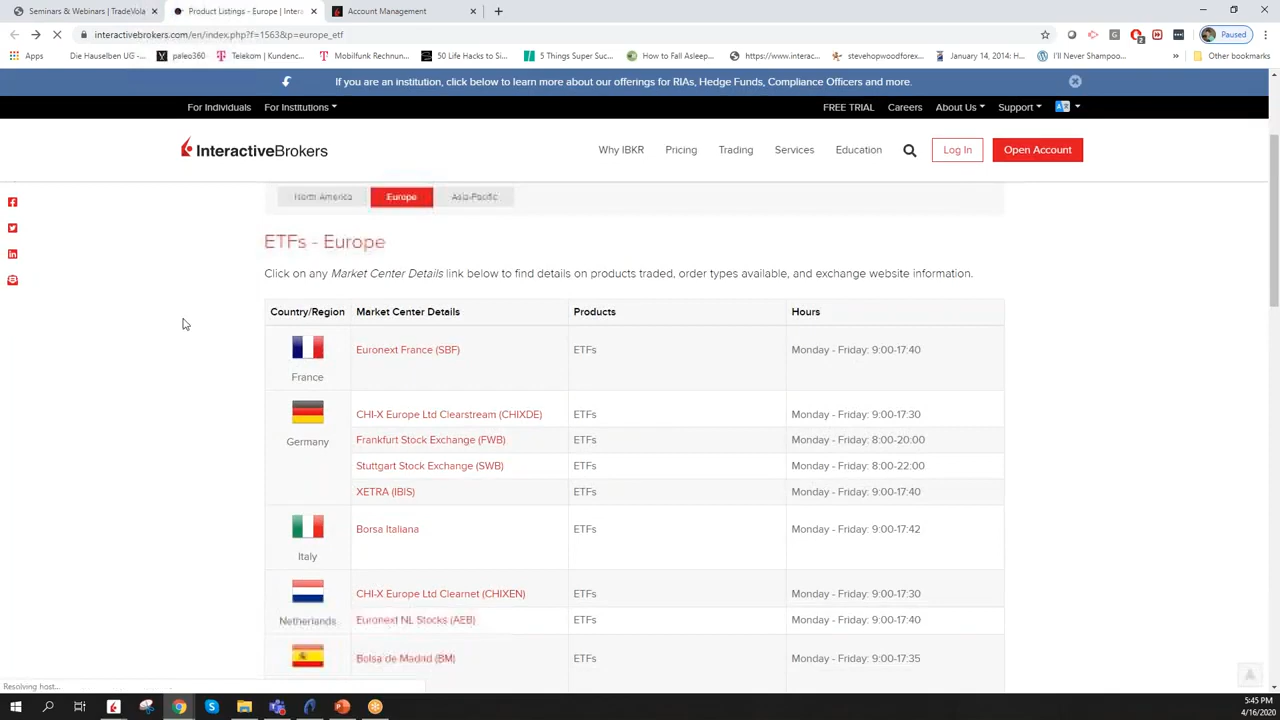 Seminars & Webinars | TradeVola
Product Listings - Europe | Intera
Account Management
interactivebrokers.com/en/index.php?f=1563&p=europe_etf
Paused
Apps
Die Hauselben UG -...
paleo360
Telekom | Kundenc...
Mobilfunk Rechnun...
50 Life Hacks to Si...
5 Things Super Suc...
How to Fall Asleep...
https://www.interac...
stevehopwoodforex...
January 14, 2014: H...
I'll Never Shampoo...
»
Other bookmarks
If you are an institution, click below to learn more about our offerings for RIAs, Hedge Funds, Compliance Officers and more.
For Individuals
For Institutions
FREE TRIAL
Careers
About Us
Support
InteractiveBrokers
Why IBKR
Pricing
Trading
Services
Education
Log In
Open Account
North America
Europe
Asia-Pacific
ETFs - Europe
Click on any Market Center Details link below to find details on products traded, order types available, and exchange website information.
Country/Region Market Center Details Products Hours
Euronext France (SBF) ETFs Monday - Friday: 9:00-17:40
France
CHI-X Europe Ltd Clearstream (CHIXDE) ETFs Monday - Friday: 9:00-17:30
Germany
Frankfurt Stock Exchange (FWB) ETFs Monday - Friday: 8:00-20:00
Stuttgart Stock Exchange (SWB) ETFs Monday - Friday: 8:00-22:00
XETRA (IBIS) ETFs Monday - Friday: 9:00-17:40
Borsa Italiana ETFs Monday - Friday: 9:00-17:42
Italy
CHI-X Europe Ltd Clearnet (CHIXEN) ETFs Monday - Friday: 9:00-17:30
Netherlands
Euronext NL Stocks (AEB) ETFs Monday - Friday: 9:00-17:40
Bolsa de Madrid (BM) ETFs Monday - Friday: 9:00-17:35
Resolving host...
5:45 PM
4/16/2020